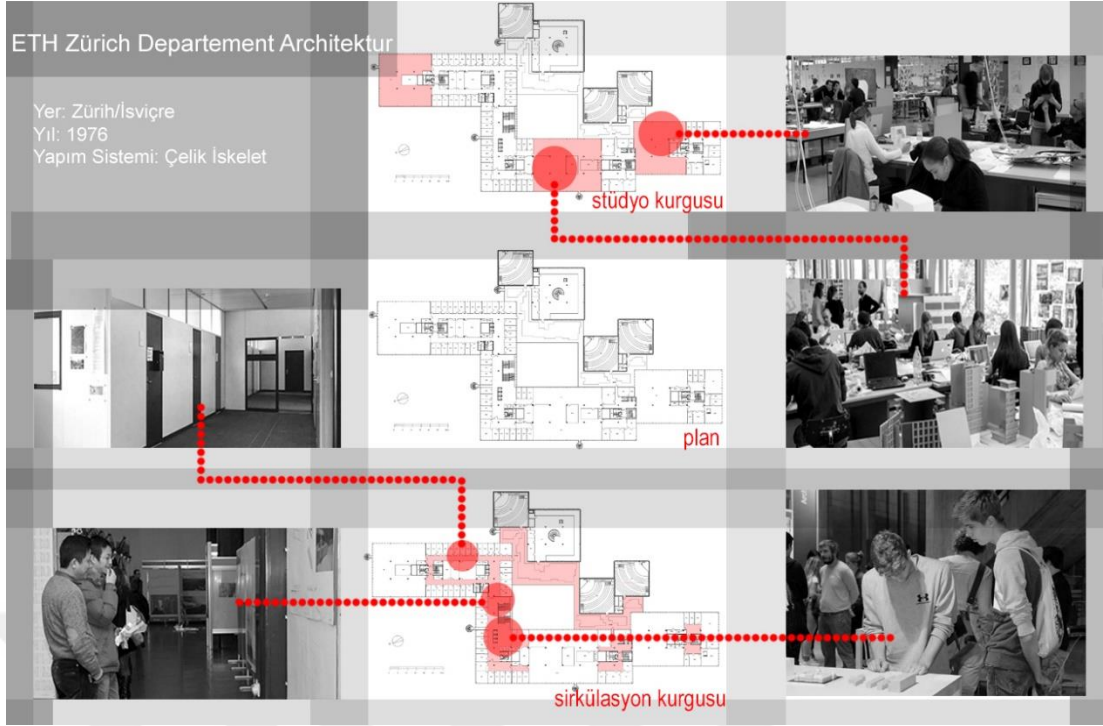 ETH Zürich Departement Architektur
Yer: Zürih/İsviçre
Yıl: 1976
Yapım Sistemi: Çelik İskelet
stüdyo kurgusu
plan
sirkülasyon kurgusu